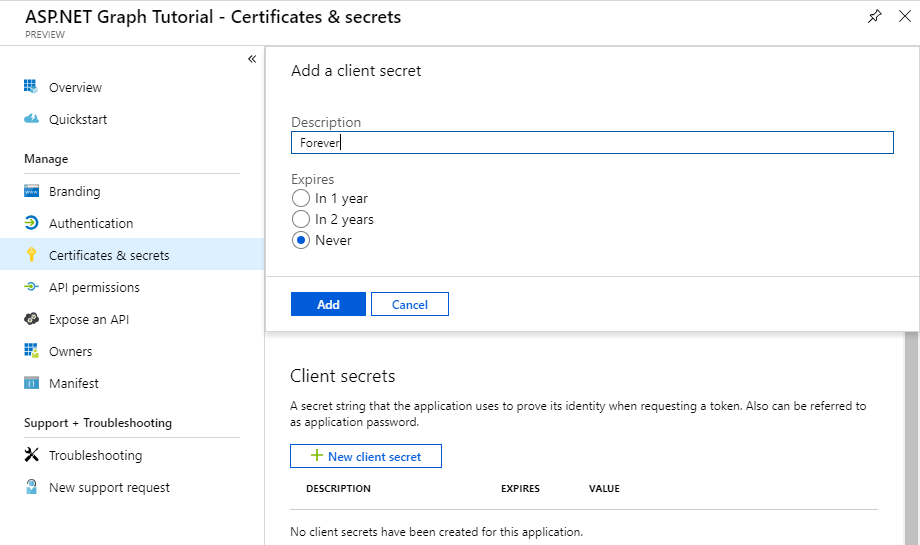 ASP.NET Graph Tutorial - Certificates & secrets
PREVIEW
«
Overview
Quickstart
Manage
Branding
Authentication
Certificates & secrets
API permissions
Expose an API
Owners
Manifest
Support + Troubleshooting
Troubleshooting
New support request
Add a client secret
Description
Forever
Expires
In 1 year
In 2 years
Never
Add Cancel
Client secrets
A secret string that the application uses to prove its identity when requesting a token. Also can be referred to
as application password.
New client secret
DESCRIPTION EXPIRES VALUE
No client secrets have been created for this application.